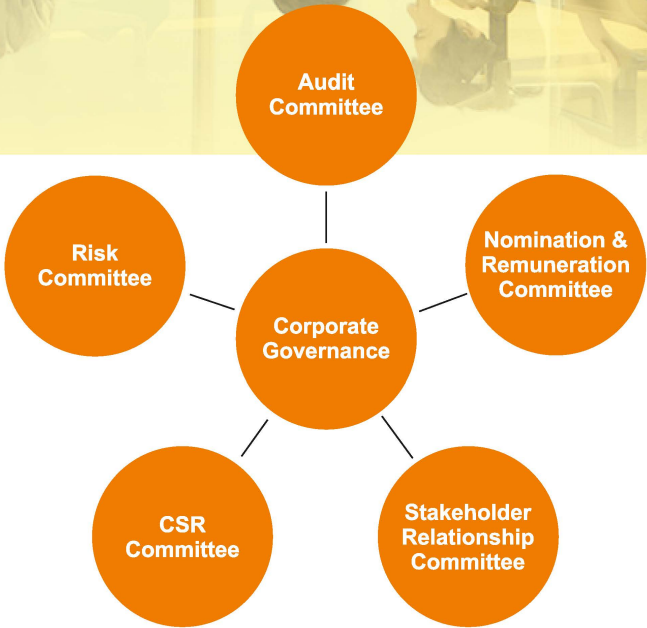 Audit
Committee
Nomination &
Remuneration
Committee
Stakeholder
Relationship
Committee
CSR
Committee
Risk
Committee
Corporate
Governance